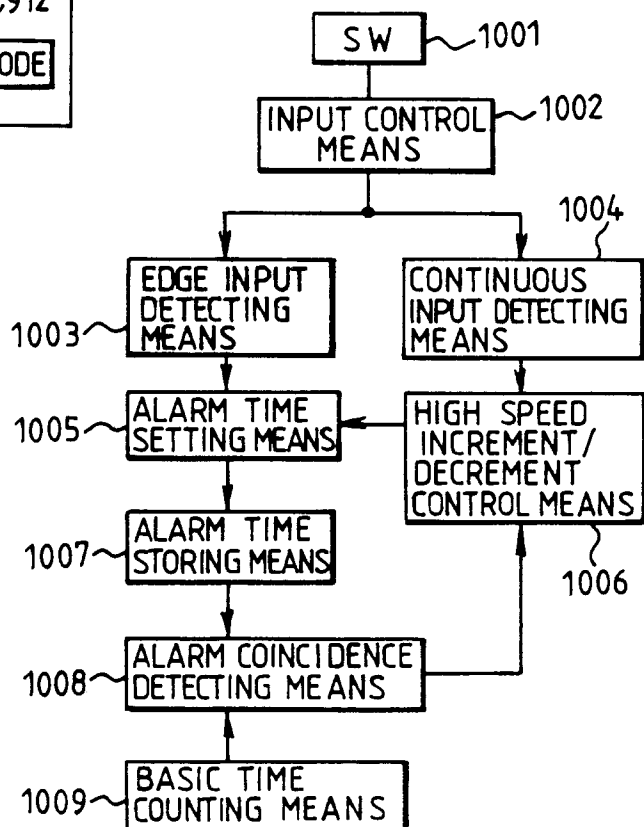 ,912
ODE
SW
1001
INPUT CONTROL
MEANS
1002
1004
EDGE INPUT
DETECTING
MEANS
1003
CONTINUOUS
INPUT DETECTING
MEANS
ALARM TIME
SETTING MEANS
1005
HIGH SPEED
INCREMENT/
DECREMENT
CONTROL MEANS
1006
ALARM TIME
STORING MEANS
1007
ALARM COINCIDENCE
DETECTING MEANS
1008
BASIC TIME
COUNTING MEANS
1009